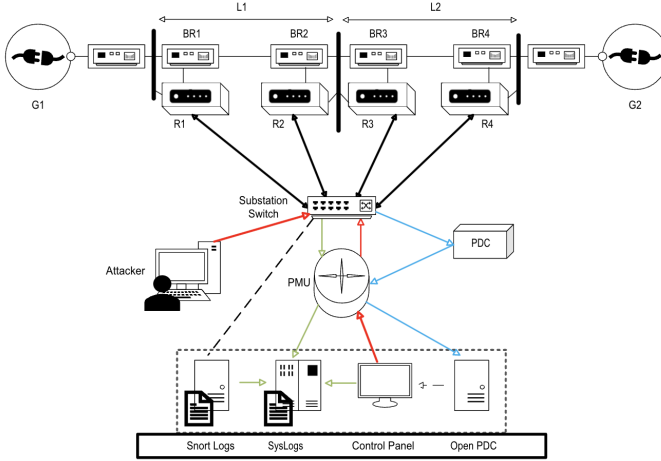 L1
L2
BR1
BR2
BR3
BR4
G1
G2
R1
R2
R3
R4
Substation
Switch
PDC
Attacker
PMU
Snort Logs
SysLogs
Control Panel
Open PDC